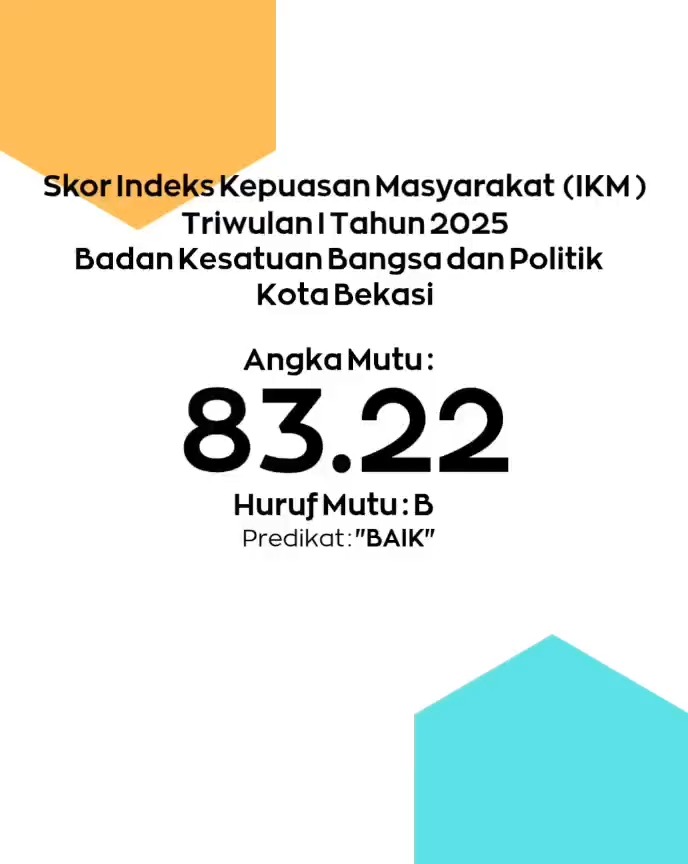 Skor Indeks Kepuasan Masyarakat (IKM)
Triwulan I Tahun 2025
Badan Kesatuan Bangsa dan Politik
Kota Bekasi
Angka Mutu :
83.22
Huruf Mutu : B
Predikat : "BAIK"